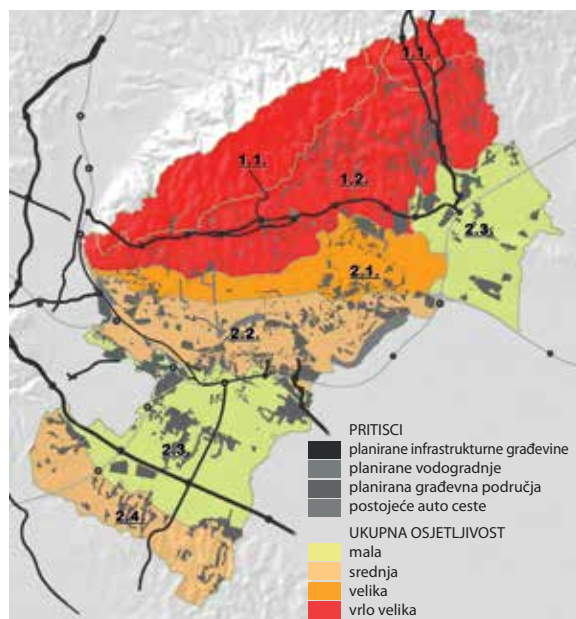 1.1.
1.1.
1.2.
2.3.
2.1.
2.2.
2.3.
2.4.
PRITISCI
planirane infrastrukturne građevine
planirane vodogradnje
planirana građevna područja
postojeće auto ceste
UKUPNA OSJETLJIVOST
mala
srednja
velika
vrlo velika